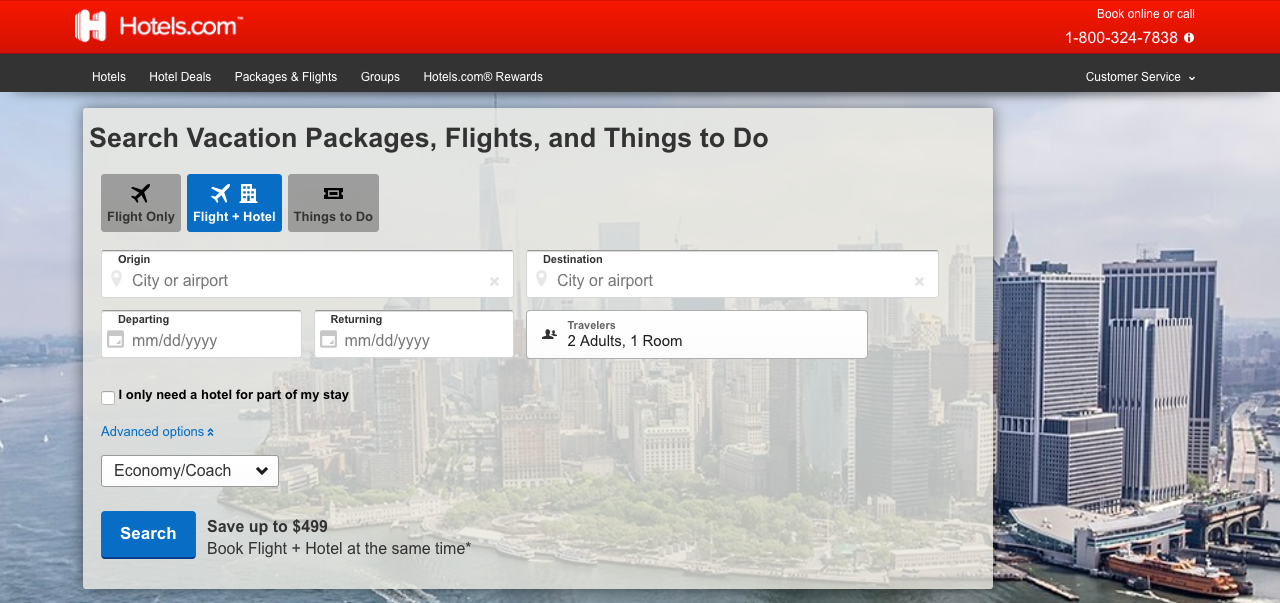 Hotels.com™
Book online or call
1-800-324-7838
Hotels Hotel Deals Packages & Flights Groups Hotels.com® Rewards Customer Service
Search Vacation Packages, Flights, and Things to Do
Flight Only Flight + Hotel Things to Do
Origin Destination
City or airport City or airport
Departing Returning Travelers
mm/dd/yyyy mm/dd/yyyy 2 Adults, 1 Room
I only need a hotel for part of my stay
Advanced options
Economy/Coach
Search
Save up to $499
Book Flight + Hotel at the same time*